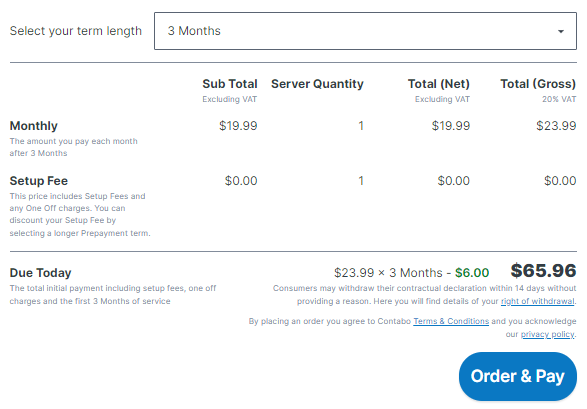 Select your term length 3 Months
Sub Total Server Quantity Total (Net) Total (Gross)
Excluding VAT Excluding VAT 20% VAT
Monthly $19.99 1 $19.99 $23.99
The amount you pay each month
after 3 Months
Setup Fee $0.00 1 $0.00 $0.00
This price includes Setup Fees and
any One Off charges. You can
discount your Setup Fee by
selecting a longer Prepayment term.
Due Today $23.99 × 3 Months - $6.00 $65.96
The total initial payment including setup fees, one off
charges and the first 3 Months of service
Consumers may withdraw their contractual declaration within 14 days without
providing a reason. Here you will find details of your right of withdrawal.
By placing an order you agree to Contabo Terms & Conditions and you acknowledge
our privacy policy.
Order & Pay